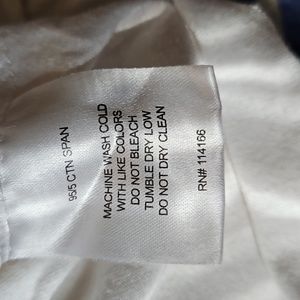 95/5 CTN SPAN
MACHINE WASH COLD
WITH LIKE COLORS
DO NOT BLEACH
TUMBLE DRY LOW
DO NOT DRY CLEAN
RN# 114166